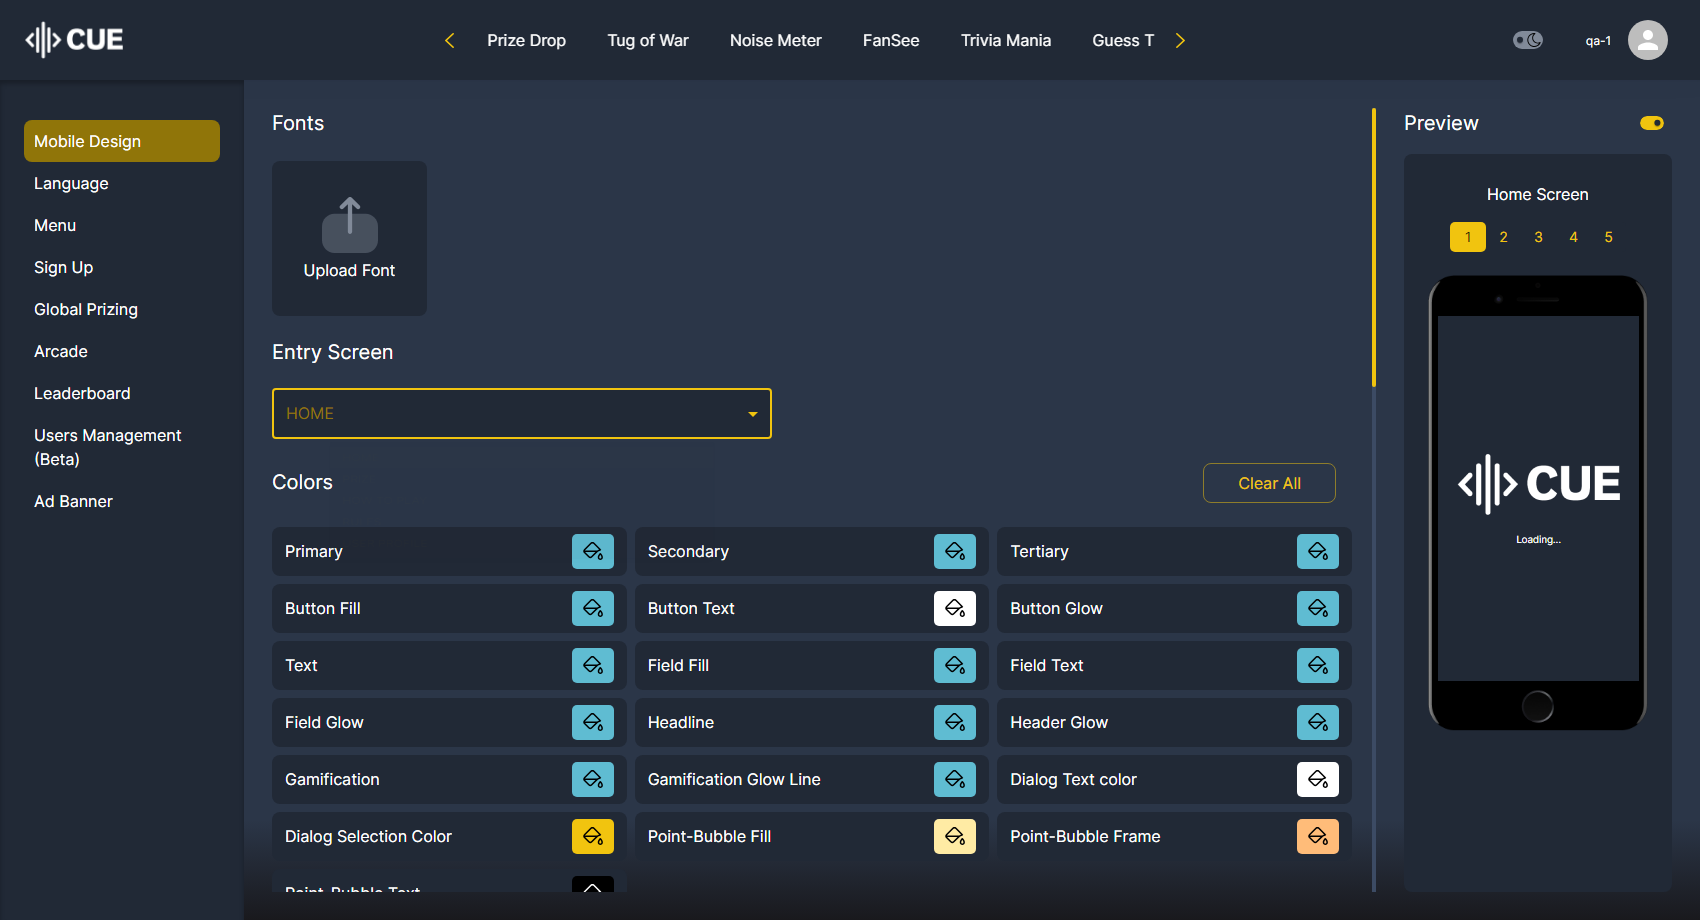 CUE
Prize Drop
Tug of War
Noise Meter
FanSee
Trivia Mania
Guess T
qa-1
Mobile Design
Language
Menu
Sign Up
Global Prizing
Arcade
Leaderboard
Users Management
(Beta)
Ad Banner
Fonts
Upload Font
Entry Screen
HOME
Colors
Clear All
Primary
Secondary
Tertiary
Button Fill
Button Text
Button Glow
Text
Field Fill
Field Text
Field Glow
Headline
Header Glow
Gamification
Gamification Glow Line
Dialog Text color
Dialog Selection Color
Point-Bubble Fill
Point-Bubble Frame
Point-Bubble Text
Preview
Home Screen
1 2 3 4 5
CUE
Loading...